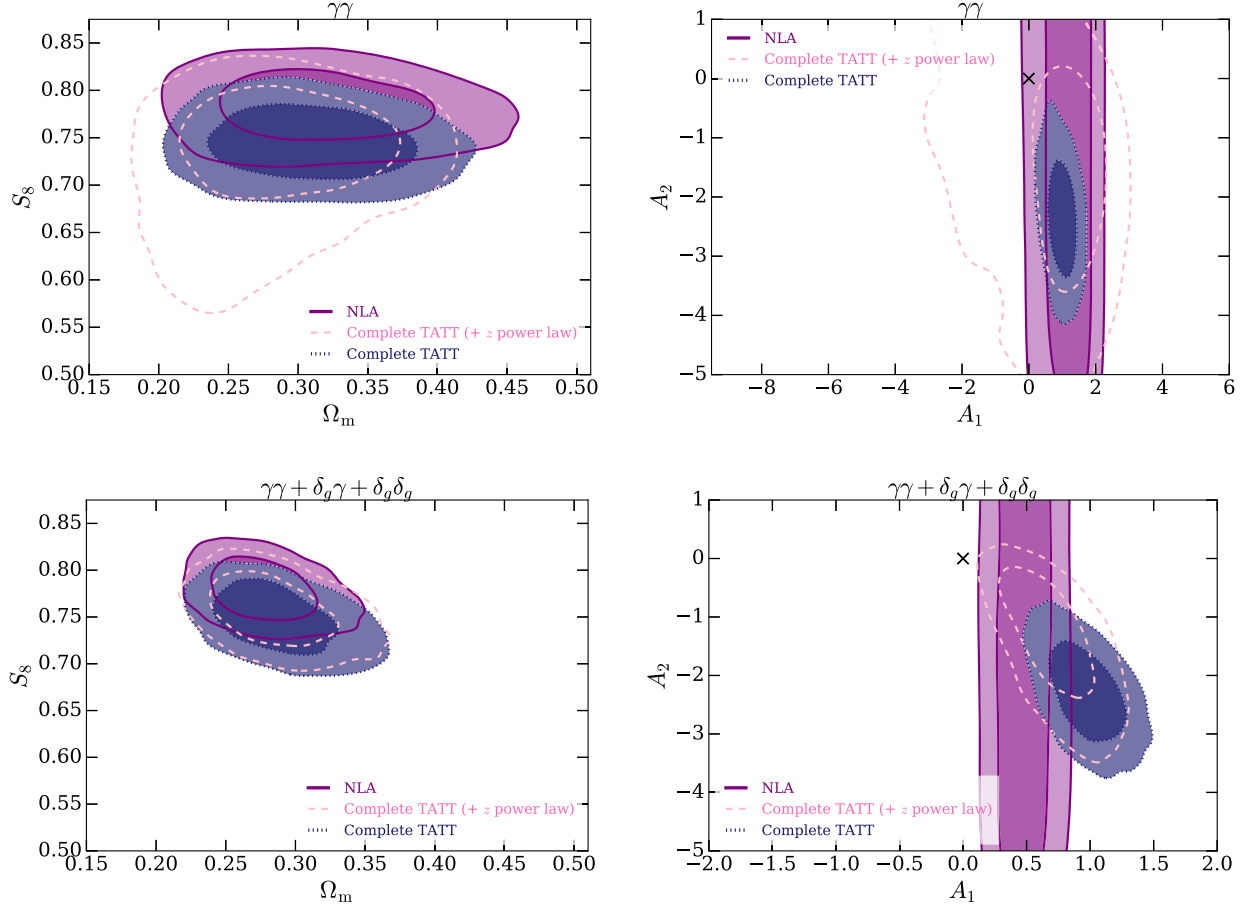 γγ
0.85
0.80
0.75
0.70
0.65
0.60
0.55
0.50
S₈
NLA
Complete TATT (+ z power law)
Complete TATT
0.15 0.20 0.25 0.30 0.35 0.40 0.45 0.50
Ωₘ
γγ
1
0
−1
−2
−3
−4
−5
A₂
NLA
Complete TATT (+ z power law)
Complete TATT
−8 −6 −4 −2 0 2 4 6
A₁
γγ + δ_gγ + δ_gδ_g
0.85
0.80
0.75
0.70
0.65
0.60
0.55
0.50
S₈
NLA
Complete TATT (+ z power law)
Complete TATT
0.15 0.20 0.25 0.30 0.35 0.40 0.45 0.50
Ωₘ
γγ + δ_gγ + δ_gδ_g
1
0
−1
−2
−3
−4
−5
A₂
NLA
Complete TATT (+ z power law)
Complete TATT
−2.0 −1.5 −1.0 −0.5 0.0 0.5 1.0 1.5 2.0
A₁